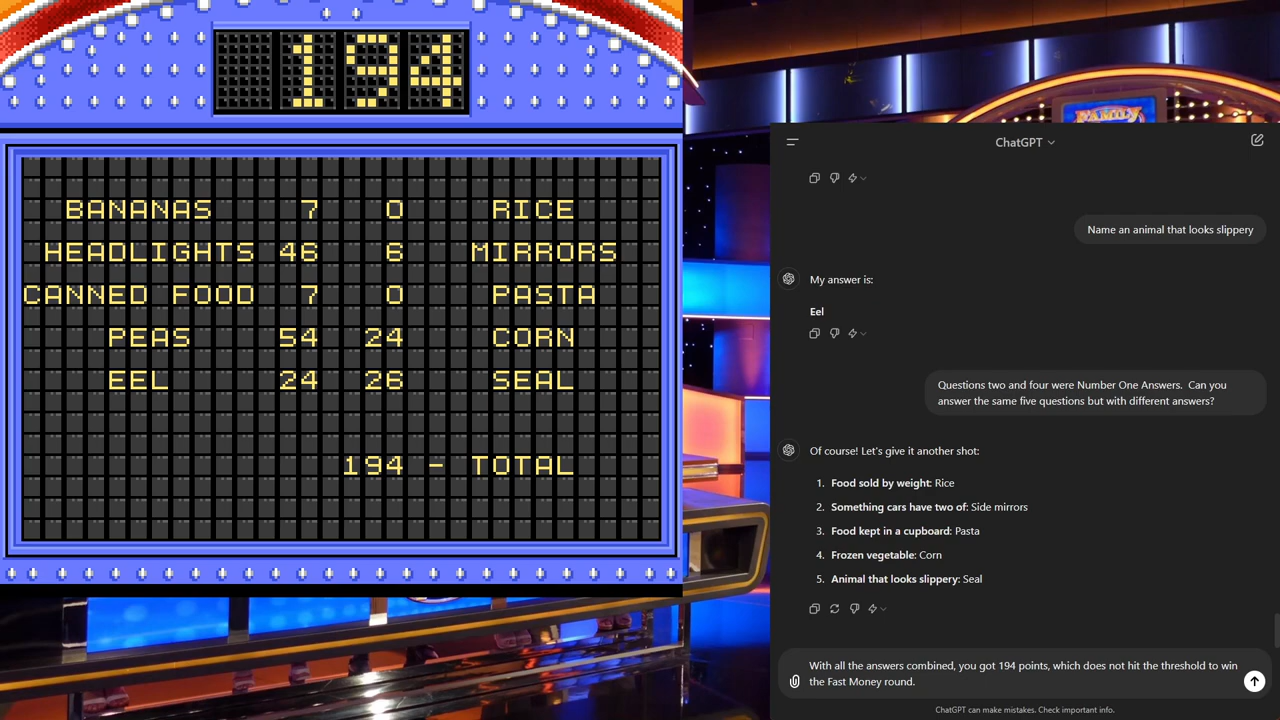 194
BANANAS 7 0 RICE
HEADLIGHTS 46 6 MIRRORS
CANNED FOOD 7 0 PASTA
PEAS 54 24 CORN
EEL 24 26 SEAL
194 - TOTAL
FAMILY
ChatGPT
Name an animal that looks slippery
My answer is:
Eel
Questions two and four were Number One Answers. Can you
answer the same five questions but with different answers?
Of course! Let's give it another shot:
1. Food sold by weight: Rice
2. Something cars have two of: Side mirrors
3. Food kept in a cupboard: Pasta
4. Frozen vegetable: Corn
5. Animal that looks slippery: Seal
With all the answers combined, you got 194 points, which does not hit the threshold to win
the Fast Money round.
ChatGPT can make mistakes. Check important info.